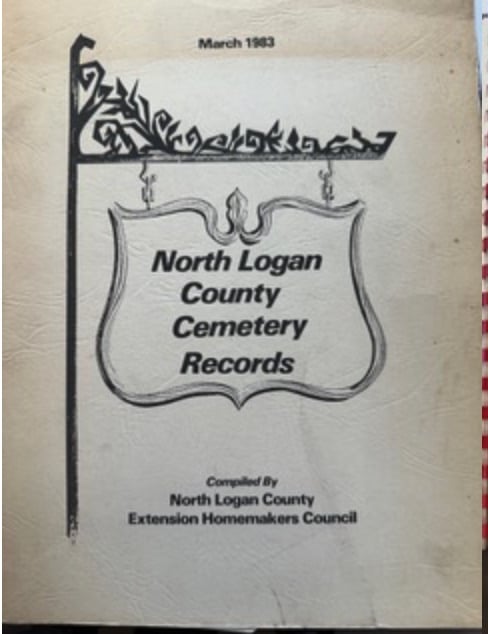 March 1983
North Logan
County
Cemetery
Records
Compiled By
North Logan County
Extension Homemakers Council